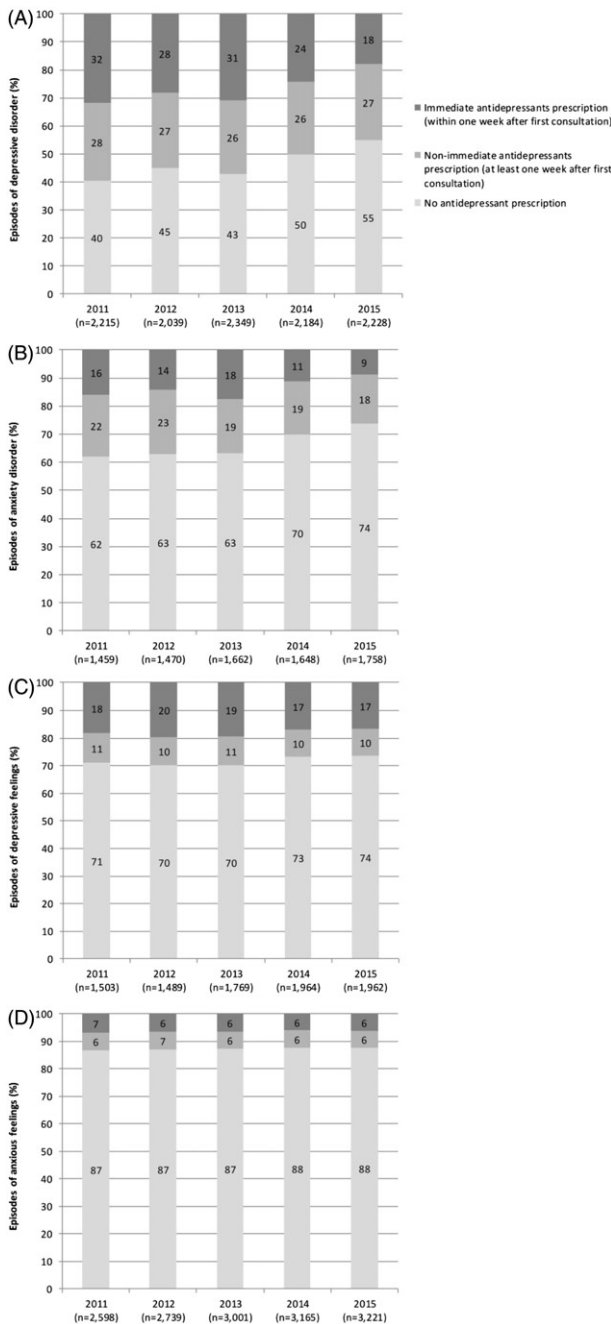 (A)
Episodes of depressive disorder (%)
100
90
80
70
60
50
40
30
20
10
0
32 28 31 24 18
28 27 26 26 27
40 45 43 50 55
2011 2012 2013 2014 2015
(n=2,215) (n=2,039) (n=2,349) (n=2,184) (n=2,228)
Immediate antidepressants prescription
(within one week after first consultation)
Non-immediate antidepressants
prescription (at least one week after first
consultation)
No antidepressant prescription
(B)
Episodes of anxiety disorder (%)
100
90
80
70
60
50
40
30
20
10
0
16 14 18 11 9
22 23 19 19 18
62 63 63 70 74
2011 2012 2013 2014 2015
(n=1,459) (n=1,470) (n=1,662) (n=1,648) (n=1,758)
(C)
Episodes of depressive feelings (%)
100
90
80
70
60
50
40
30
20
10
0
18 20 19 17 17
11 10 11 10 10
71 70 70 73 74
2011 2012 2013 2014 2015
(n=1,503) (n=1,489) (n=1,769) (n=1,964) (n=1,962)
(D)
Episodes of anxious feelings (%)
100
90
80
70
60
50
40
30
20
10
0
7 6 6 6 6
6 7 6 6 6
87 87 87 88 88
2011 2012 2013 2014 2015
(n=2,598) (n=2,739) (n=3,001) (n=3,165) (n=3,221)